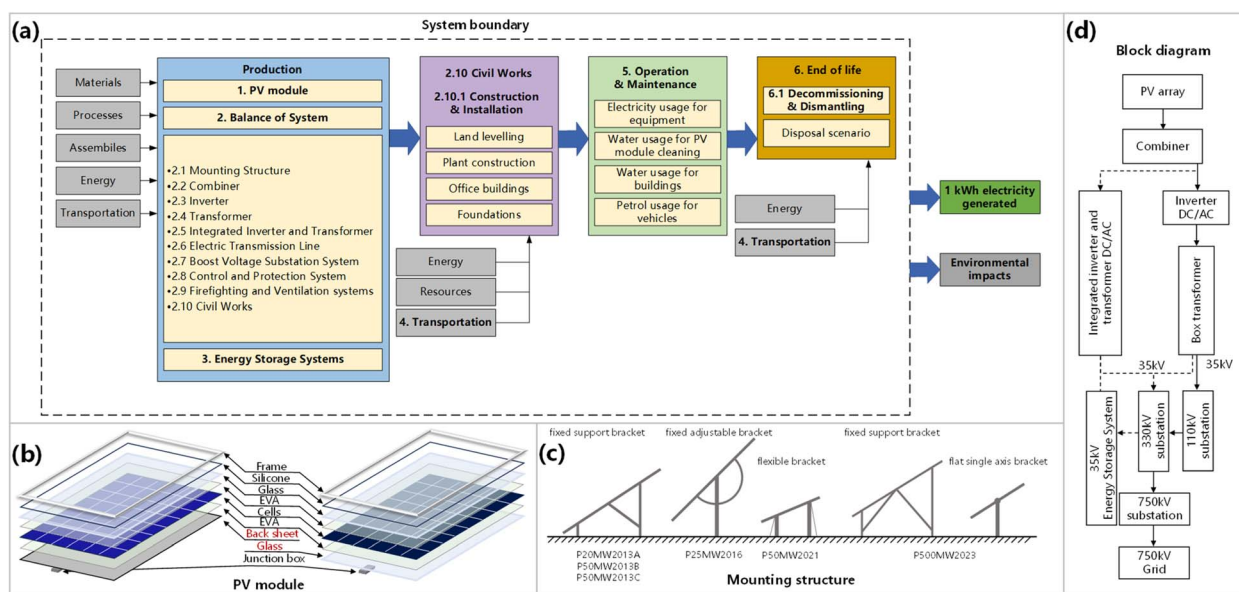 (a)
System boundary
Materials
Processes
Assembiles
Energy
Transportation
Production
1. PV module
2. Balance of System
•2.1 Mounting Structure
•2.2 Combiner
•2.3 Inverter
•2.4 Transformer
•2.5 Integrated Inverter and Transformer
•2.6 Electric Transmission Line
•2.7 Boost Voltage Substation System
•2.8 Control and Protection System
•2.9 Firefighting and Ventilation systems
•2.10 Civil Works
3. Energy Storage Systems
2.10 Civil Works
2.10.1 Construction
& Installation
Land levelling
Plant construction
Office buildings
Foundations
Energy
Resources
4. Transportation
5. Operation
& Maintenance
Electricity usage for
equipment
Water usage for PV
module cleaning
Water usage for
buildings
Petrol usage for
vehicles
6. End of life
6.1 Decommissioning
& Dismantling
Disposal scenario
Energy
4. Transportation
1 kWh electricity
generated
Environmental
impacts
(b)
Frame
Silicone
Glass
EVA
Cells
EVA
Back sheet
Glass
Junction box
PV module
(c)
fixed support bracket
fixed adjustable bracket
flexible bracket
fixed support bracket
flat single axis bracket
P20MW2013A
P50MW2013B
P50MW2013C
P25MW2016
P50MW2021
P500MW2023
Mounting structure
(d)
Block diagram
PV array
Combiner
Integrated inverter and
transformer DC/AC
Inverter
DC/AC
Box transformer
35kV
35kV
35kV
Energy Storage System
330kV
substation
110kV
substation
750kV
substation
750kV
Grid